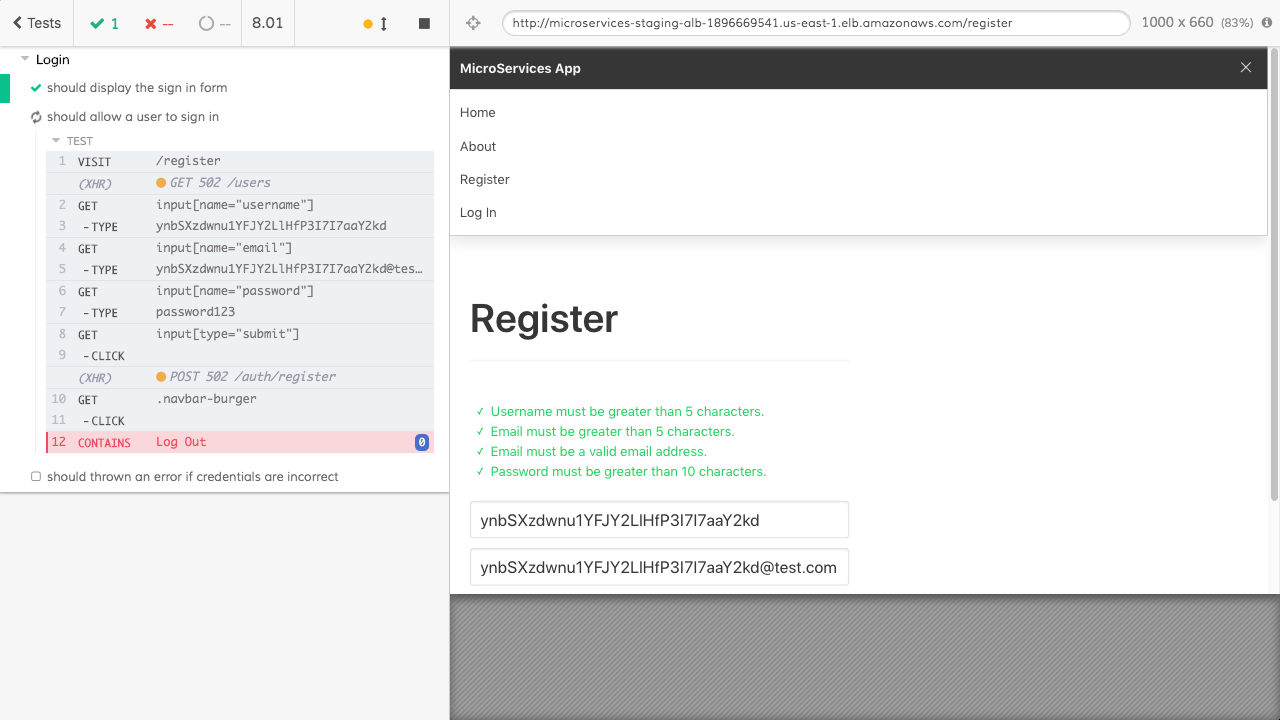 Tests
1
--
--
8.01
http://microservices-staging-alb-1896669541.us-east-1.elb.amazonaws.com/register
1000 x 660 (83%)
Login
should display the sign in form
should allow a user to sign in
TEST
1 VISIT /register
(XHR) GET 502 /users
2 GET input[name="username"]
3 -TYPE ynbSXzdwnu1YFJY2LlHfP3I7I7aaY2kd
4 GET input[name="email"]
5 -TYPE ynbSXzdwnu1YFJY2LlHfP3I7I7aaY2kd@tes…
6 GET input[name="password"]
7 -TYPE password123
8 GET input[type="submit"]
9 -CLICK
(XHR) POST 502 /auth/register
10 GET .navbar-burger
11 -CLICK
12 CONTAINS Log Out 0
should thrown an error if credentials are incorrect
MicroServices App
Home
About
Register
Log In
Register
✓ Username must be greater than 5 characters.
✓ Email must be greater than 5 characters.
✓ Email must be a valid email address.
✓ Password must be greater than 10 characters.
ynbSXzdwnu1YFJY2LlHfP3I7I7aaY2kd
ynbSXzdwnu1YFJY2LlHfP3I7I7aaY2kd@test.com